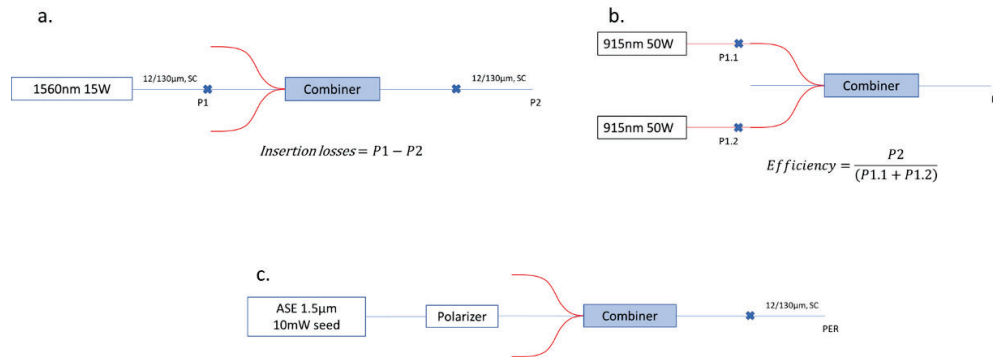 a.
1560nm 15W
12/130µm, SC
P1
Combiner
12/130µm, SC
P2
Insertion losses = P1 − P2
b.
915nm 50W
P1.1
Combiner
915nm 50W
P1.2
Efficiency = P2 / (P1.1 + P1.2)
c.
ASE 1.5µm
10mW seed
Polarizer
Combiner
12/130µm, SC
PER